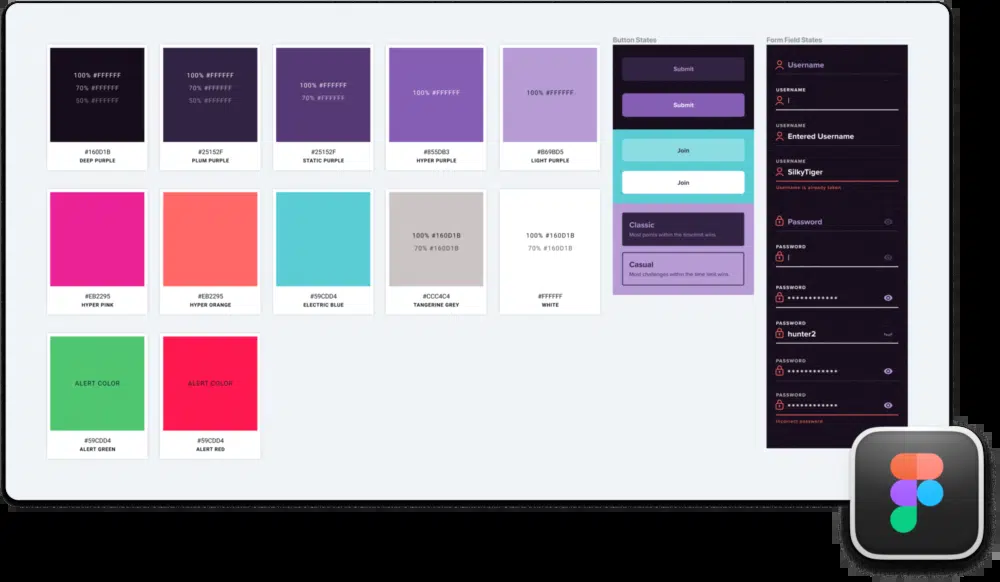 100% #FFFFFF
70% #FFFFFF
50% #FFFFFF
#160D1B
DEEP PURPLE
100% #FFFFFF
70% #FFFFFF
50% #FFFFFF
#25152F
PLUM PURPLE
100% #FFFFFF
70% #FFFFFF
#25152F
STATIC PURPLE
100% #FFFFFF
#855DB3
HYPER PURPLE
100% #FFFFFF
#B69BD5
LIGHT PURPLE
#EB2295
HYPER PINK
#EB2295
HYPER ORANGE
#59CDD4
ELECTRIC BLUE
100% #160D1B
70% #160D1B
#CCC4C4
TANGERINE GREY
100% #160D1B
70% #160D1B
#FFFFFF
WHITE
ALERT COLOR
#59CDD4
ALERT GREEN
ALERT COLOR
#59CDD4
ALERT RED
Button States
Submit
Submit
Join
Join
Classic
Most points within the timelimit wins.
Casual
Most challenges within the time limit wins.
Form Field States
Username
USERNAME
USERNAME
Entered Username
USERNAME
SilkyTiger
Username is already taken
Password
PASSWORD
PASSWORD
••••••••••••
PASSWORD
hunter2
PASSWORD
••••••••••••
PASSWORD
••••••••••••
Incorrect password